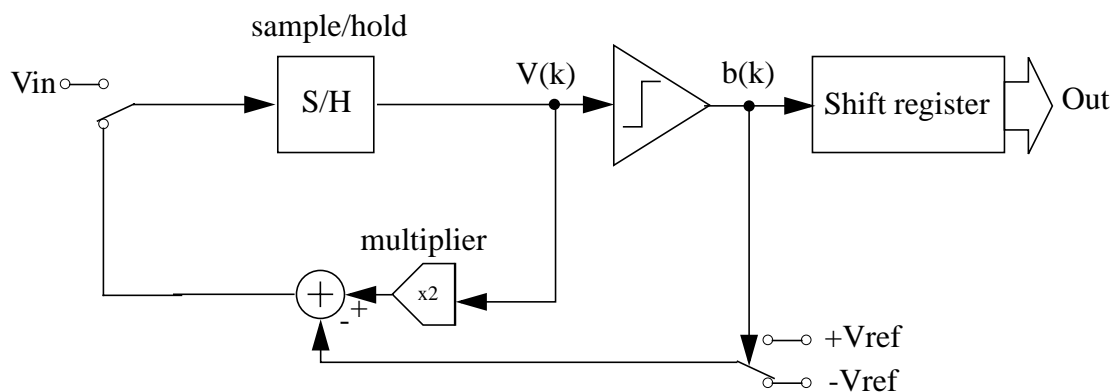 sample/hold
Vin
S/H
V(k)
b(k)
Shift register
Out
multiplier
x2
+
-
+
+Vref
-Vref